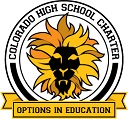 COLORADO HIGH SCHOOL CHARTER
OPTIONS IN EDUCATION